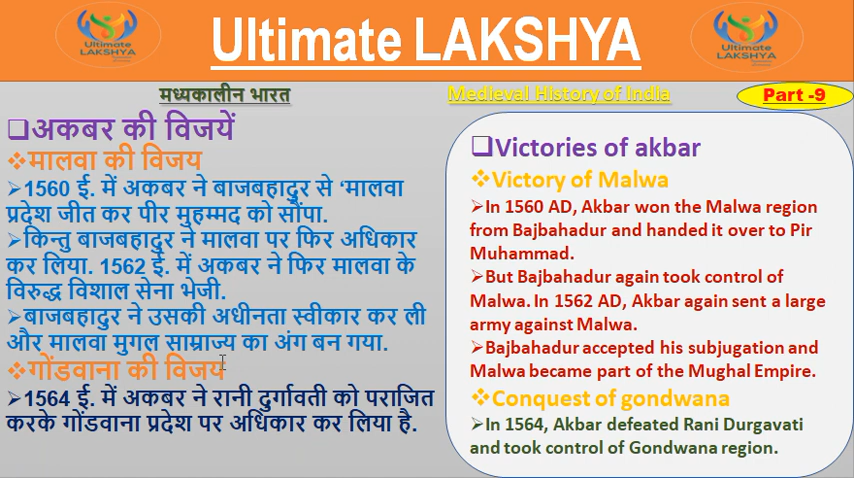 Ultimate LAKSHYA
Ultimate
LAKSHYA
Ultimate
LAKSHYA
मध्यकालीन भारत
Medieval History of India
Part -9
❑अकबर की विजयें
❖मालवा की विजय
➢1560 ई. में अकबर ने बाजबहादुर से ‘मालवा
प्रदेश जीत कर पीर मुहम्मद को सौंपा.
➢किन्तु बाजबहादुर ने मालवा पर फिर अधिकार
कर लिया. 1562 ई. में अकबर ने फिर मालवा के
विरुद्ध विशाल सेना भेजी.
➢बाजबहादुर ने उसकी अधीनता स्वीकार कर ली
और मालवा मुगल साम्राज्य का अंग बन गया.
❖गोंडवाना की विजय
➢1564 ई. में अकबर ने रानी दुर्गावती को पराजित
करके गोंडवाना प्रदेश पर अधिकार कर लिया है.
❑Victories of akbar
❖Victory of Malwa
➢In 1560 AD, Akbar won the Malwa region
from Bajbahadur and handed it over to Pir
Muhammad.
➢But Bajbahadur again took control of
Malwa. In 1562 AD, Akbar again sent a large
army against Malwa.
➢Bajbahadur accepted his subjugation and
Malwa became part of the Mughal Empire.
❖Conquest of gondwana
➢In 1564, Akbar defeated Rani Durgavati
and took control of Gondwana region.